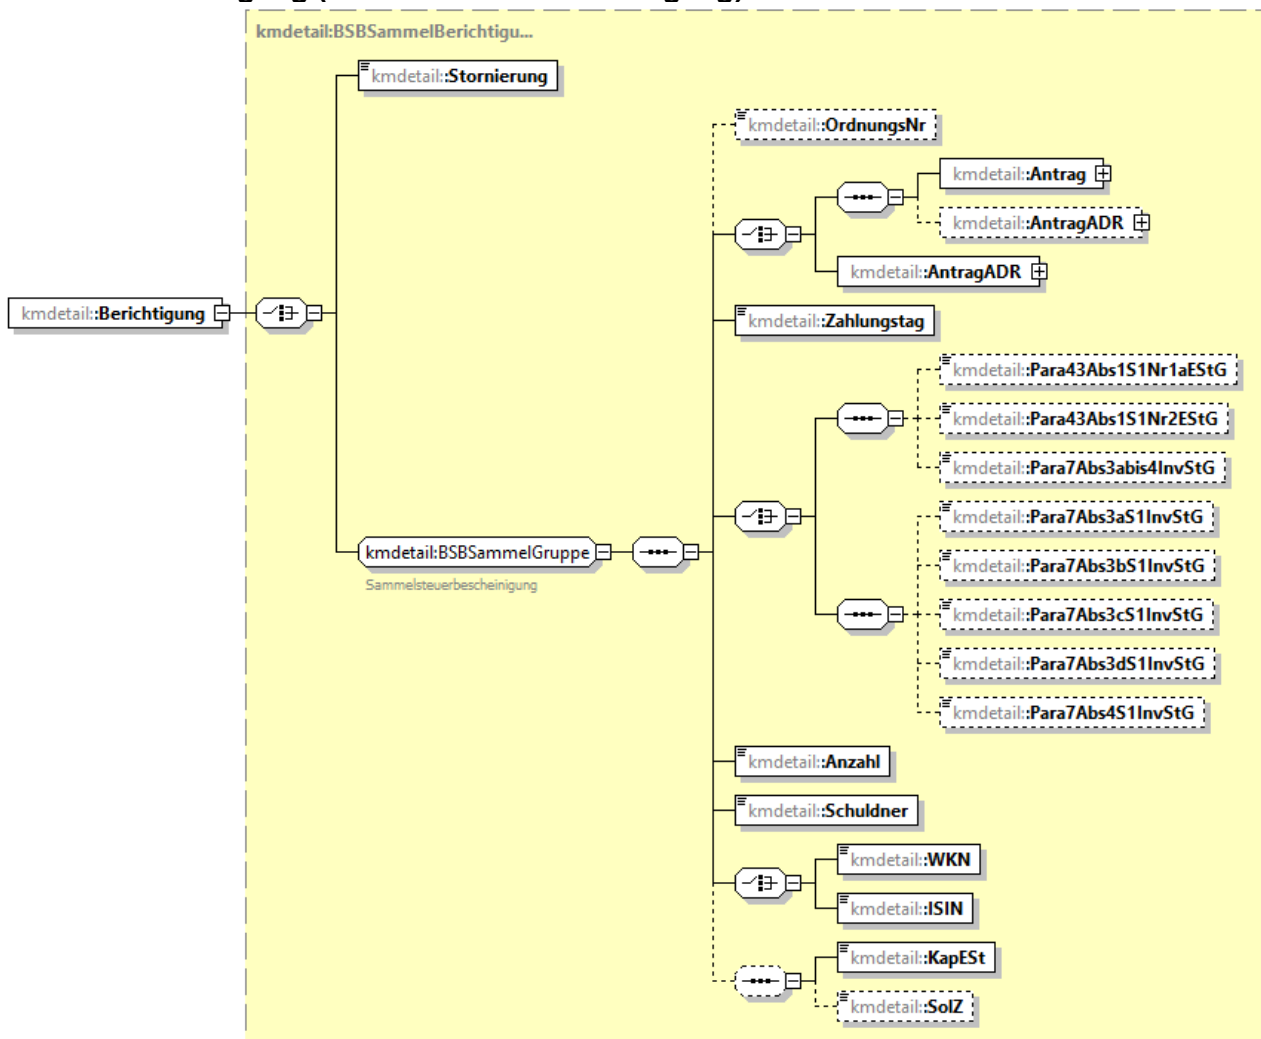 kmdetail:BSBSammelBerichtigu...
kmdetail::Stornierung
kmdetail::OrdnungsNr
kmdetail::Antrag
kmdetail::AntragADR
kmdetail::AntragADR
kmdetail::Berichtigung
kmdetail::Zahlungstag
kmdetail::Para43Abs1S1Nr1aEStG
kmdetail::Para43Abs1S1Nr2EStG
kmdetail::Para7Abs3abis4InvStG
kmdetail::Para7Abs3aS1InvStG
kmdetail:BSBSammelGruppe
Sammelsteuerbescheinigung
kmdetail::Para7Abs3bS1InvStG
kmdetail::Para7Abs3cS1InvStG
kmdetail::Para7Abs3dS1InvStG
kmdetail::Para7Abs4S1InvStG
kmdetail::Anzahl
kmdetail::Schuldner
kmdetail::WKN
kmdetail::ISIN
kmdetail::KapESt
kmdetail::SolZ